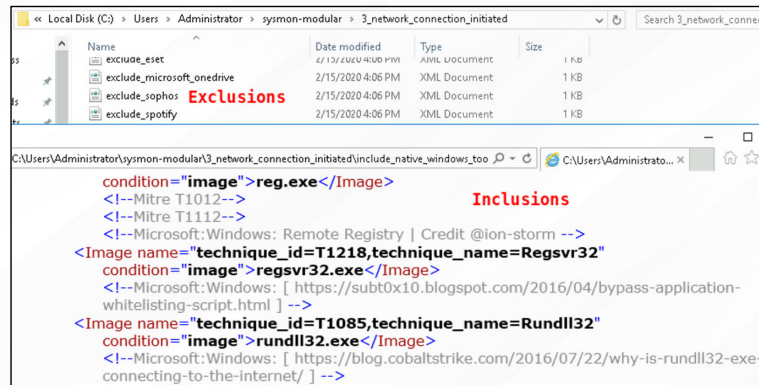 « Local Disk (C:) › Users › Administrator › sysmon-modular › 3_network_connection_initiated Search 3_network_connec
Name Date modified Type Size
exclude_eset 2/15/2020 4:06 PM XML Document 1 KB
exclude_microsoft_onedrive 2/15/2020 4:06 PM XML Document 1 KB
exclude_sophos 2/15/2020 4:06 PM XML Document 1 KB
Exclusions
exclude_spotify 2/15/2020 4:06 PM XML Document 1 KB
C:\Users\Administrator\sysmon-modular\3_network_connection_initiated\include_native_windows_too C:\Users\Administrato...
condition="image">reg.exe</Image>
<!--Mitre T1012-->
Inclusions
<!--Mitre T1112-->
<!--Microsoft:Windows: Remote Registry | Credit @ion-storm -->
<Image name="technique_id=T1218,technique_name=Regsvr32"
condition="image">regsvr32.exe</Image>
<!--Microsoft:Windows: [ https://subt0x10.blogspot.com/2016/04/bypass-application-
whitelisting-script.html ] -->
<Image name="technique_id=T1085,technique_name=Rundll32"
condition="image">rundll32.exe</Image>
<!--Microsoft:Windows: [ https://blog.cobaltstrike.com/2016/07/22/why-is-rundll32-exe-
connecting-to-the-internet/ ] -->